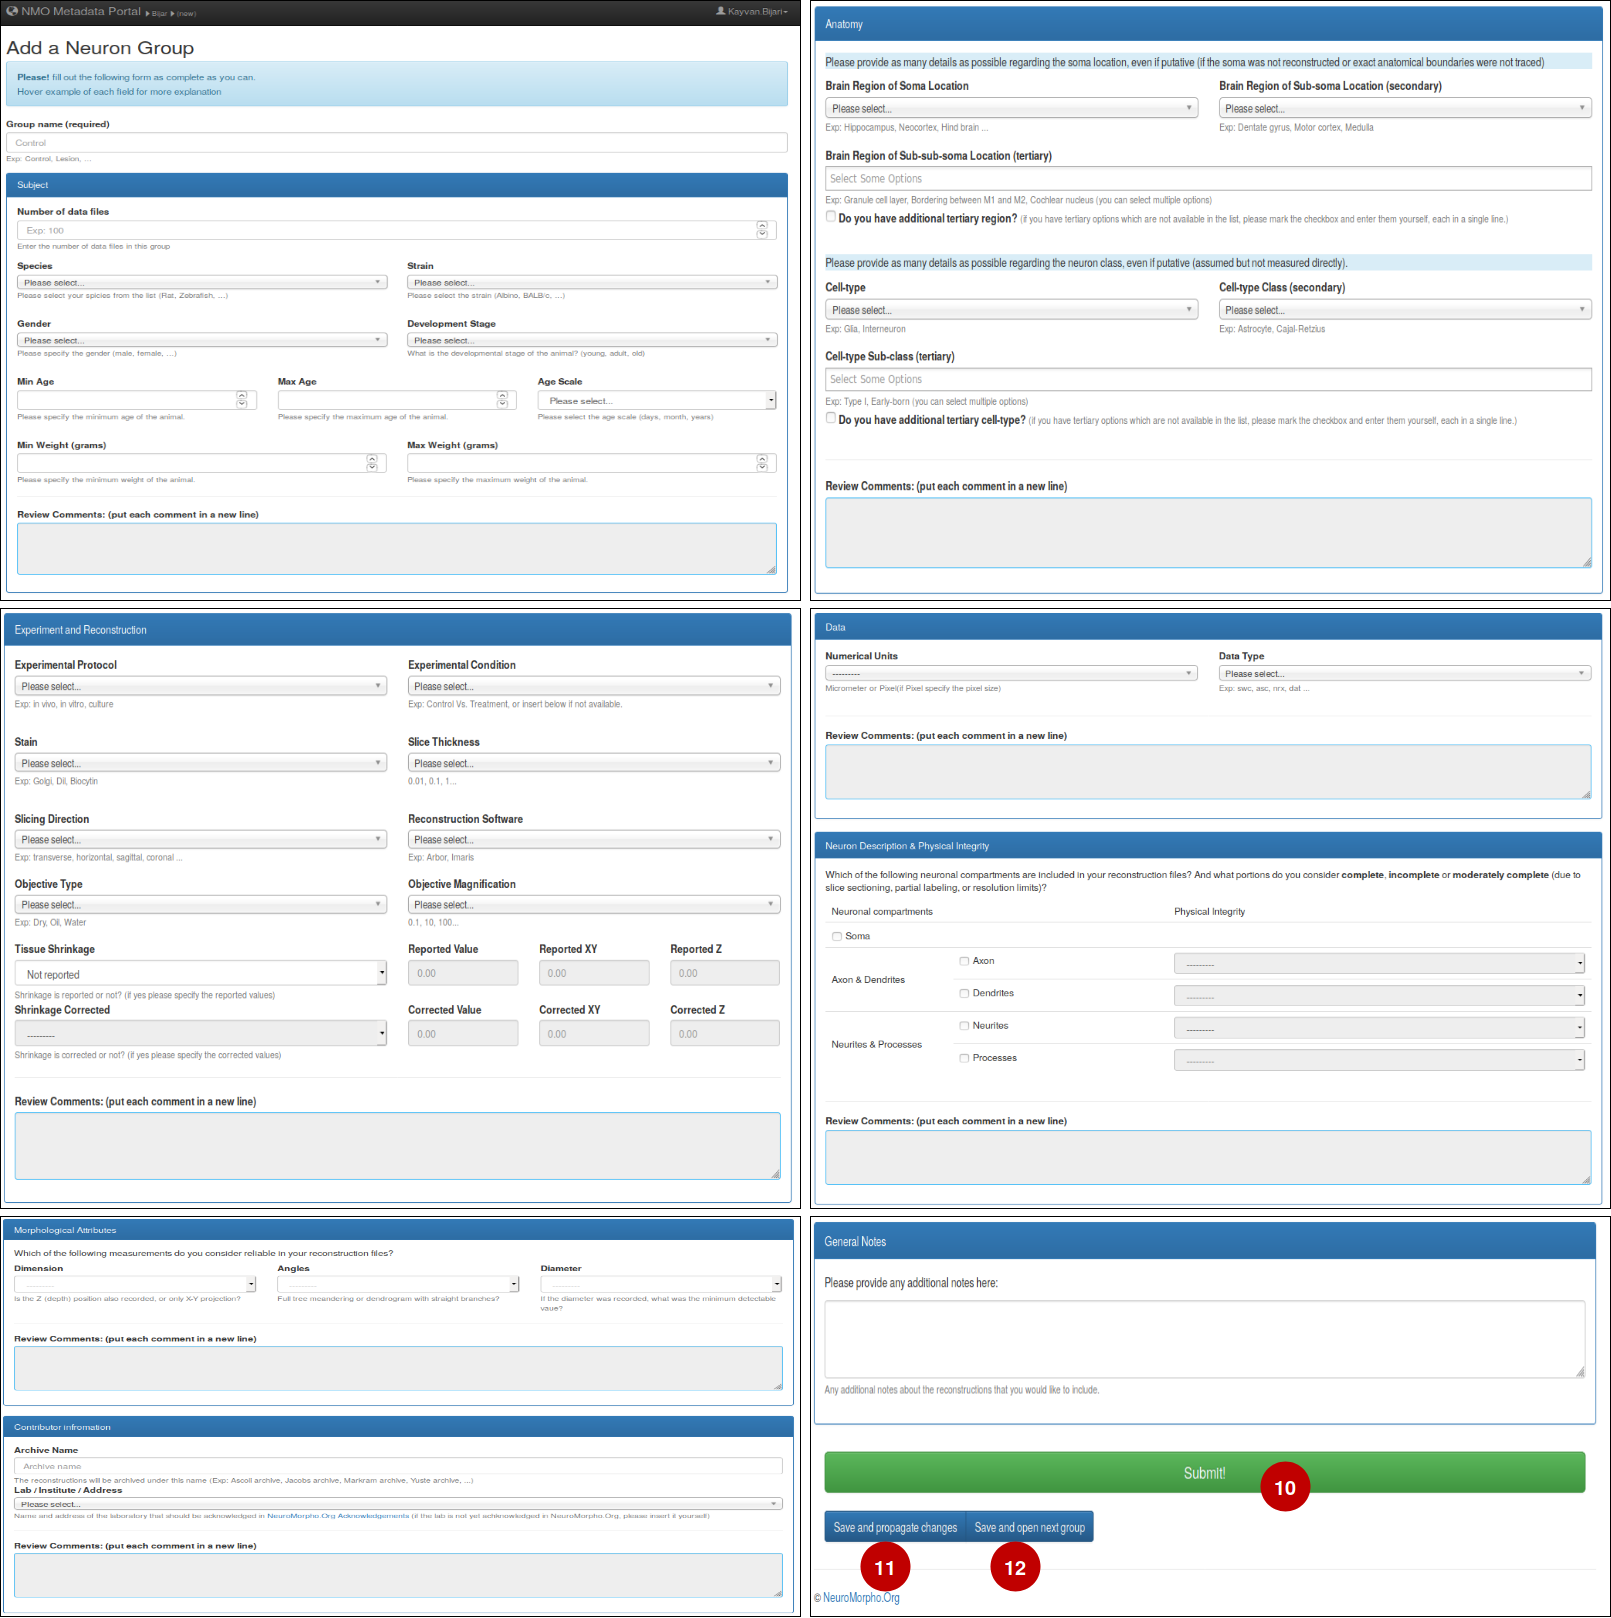 NMO Metadata Portal ▶ Bijar ▶ (new)
Kayvan.Bijari
Add a Neuron Group
Please! fill out the following form as complete as you can.
Hover example of each field for more explanation
Group name (required)
Control
Exp: Control, Lesion, ...
Subject
Number of data files
Exp: 100
Enter the number of data files in this group
Species Strain
Please select... Please select...
Please select your spicies from the list (Rat, Zebrafish, ...) Please select the strain (Albino, BALB/c, ...)
Gender Development Stage
Please select... Please select...
Please specify the gender (male, female, ...) What is the developmental stage of the animal? (young, adult, old)
Min Age Max Age Age Scale
Please select...
Please specify the minimum age of the animal. Please specify the maximum age of the animal. Please select the age scale (days, month, years)
Min Weight (grams) Max Weight (grams)
Please specify the minimum weight of the animal. Please specify the maximum weight of the animal.
Review Comments: (put each comment in a new line)
Anatomy
Please provide as many details as possible regarding the soma location, even if putative (if the soma was not reconstructed or exact anatomical boundaries were not traced)
Brain Region of Soma Location Brain Region of Sub-soma Location (secondary)
Please select... Please select...
Exp: Hippocampus, Neocortex, Hind brain ... Exp: Dentate gyrus, Motor cortex, Medulla
Brain Region of Sub-sub-soma Location (tertiary)
Select Some Options
Exp: Granule cell layer, Bordering between M1 and M2, Cochlear nucleus (you can select multiple options)
Do you have additional tertiary region? (if you have tertiary options which are not available in the list, please mark the checkbox and enter them yourself, each in a single line.)
Please provide as many details as possible regarding the neuron class, even if putative (assumed but not measured directly).
Cell-type Cell-type Class (secondary)
Please select... Please select...
Exp: Glia, Interneuron Exp: Astrocyte, Cajal-Retzius
Cell-type Sub-class (tertiary)
Select Some Options
Exp: Type I, Early-born (you can select multiple options)
Do you have additional tertiary cell-type? (if you have tertiary options which are not available in the list, please mark the checkbox and enter them yourself, each in a single line.)
Review Comments: (put each comment in a new line)
Experiment and Reconstruction
Experimental Protocol Experimental Condition
Please select... Please select...
Exp: in vivo, in vitro, culture Exp: Control Vs. Treatment, or insert below if not available.
Stain Slice Thickness
Please select... Please select...
Exp: Golgi, DiI, Biocytin 0.01, 0.1, 1...
Slicing Direction Reconstruction Software
Please select... Please select...
Exp: transverse, horizontal, sagittal, coronal ... Exp: Arbor, Imaris
Objective Type Objective Magnification
Please select... Please select...
Exp: Dry, Oil, Water 0.1, 10, 100...
Tissue Shrinkage Reported Value Reported XY Reported Z
Not reported 0.00 0.00 0.00
Shrinkage is reported or not? (if yes please specify the reported values)
Shrinkage Corrected Corrected Value Corrected XY Corrected Z
--------- 0.00 0.00 0.00
Shrinkage is corrected or not? (if yes please specify the corrected values)
Review Comments: (put each comment in a new line)
Data
Numerical Units Data Type
--------- Please select...
Micrometer or Pixel(if Pixel specify the pixel size) Exp: swc, asc, nrx, dat ...
Review Comments: (put each comment in a new line)
Neuron Description & Physical Integrity
Which of the following neuronal compartments are included in your reconstruction files? And what portions do you consider complete, incomplete or moderately complete (due to
slice sectioning, partial labeling, or resolution limits)?
Neuronal compartments Physical Integrity
Soma
Axon ---------
Axon & Dendrites
Dendrites ---------
Neurites ---------
Neurites & Processes
Processes ---------
Review Comments: (put each comment in a new line)
Morphological Attributes
Which of the following measurements do you consider reliable in your reconstruction files?
Dimension Angles Diameter
--------- --------- ---------
Is the Z (depth) position also recorded, or only X-Y projection? Full tree meandering or dendrogram with straight branches? If the diameter was recorded, what was the minimum detectable
vaue?
Review Comments: (put each comment in a new line)
Contributor infromation
Archive Name
Archive name
The reconstructions will be archived under this name (Exp: Ascoli archive, Jacobs archive, Markram archive, Yuste archive, ...)
Lab / Institute / Address
Please select...
Name and address of the laboratory that should be acknowledged in NeuroMorpho.Org Acknowledgements (if the lab is not yet achknowledged in NeuroMorpho.Org, please insert it yourself)
Review Comments: (put each comment in a new line)
General Notes
Please provide any additional notes here:
Any additional notes about the reconstructions that you would like to include.
Submit!
10
Save and propagate changes Save and open next group
11 12
© NeuroMorpho.Org